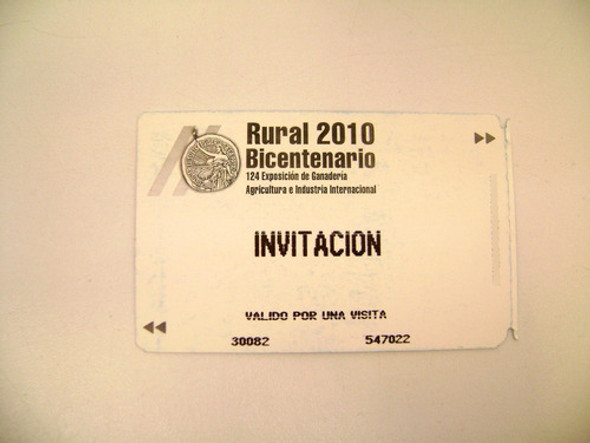 Rural 2010
Bicentenario
124 Exposición de Ganadería
Agricultura e Industria Internacional
INVITACION
VALIDO POR UNA VISITA
30082 547022